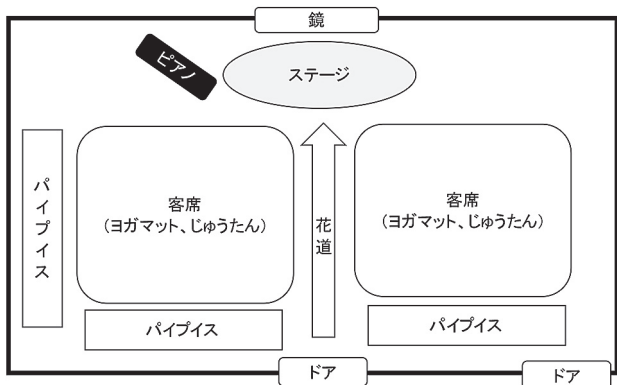 鏡
ピアノ
ステージ
パイプイス
客席
(ヨガマット、じゅうたん)
花道
客席
(ヨガマット、じゅうたん)
パイプイス
パイプイス
ドア
ドア